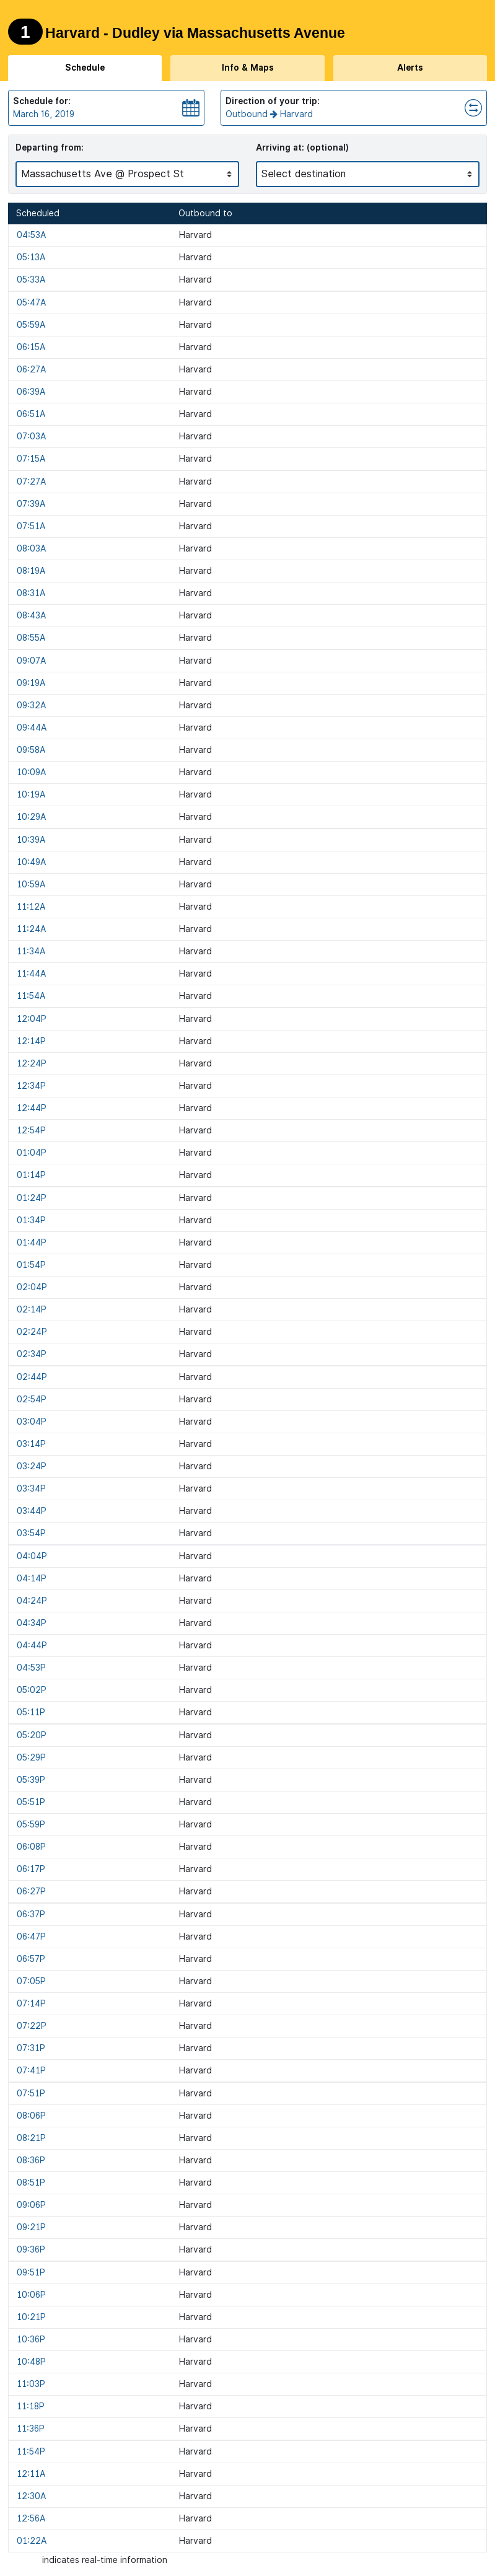 1 Harvard - Dudley via Massachusetts Avenue
Schedule Info & Maps Alerts
Schedule for: Direction of your trip:
March 16, 2019 Outbound Harvard
Departing from: Arriving at: (optional)
Massachusetts Ave @ Prospect St Select destination
Scheduled Outbound to
04:53A Harvard
05:13A Harvard
05:33A Harvard
05:47A Harvard
05:59A Harvard
06:15A Harvard
06:27A Harvard
06:39A Harvard
06:51A Harvard
07:03A Harvard
07:15A Harvard
07:27A Harvard
07:39A Harvard
07:51A Harvard
08:03A Harvard
08:19A Harvard
08:31A Harvard
08:43A Harvard
08:55A Harvard
09:07A Harvard
09:19A Harvard
09:32A Harvard
09:44A Harvard
09:58A Harvard
10:09A Harvard
10:19A Harvard
10:29A Harvard
10:39A Harvard
10:49A Harvard
10:59A Harvard
11:12A Harvard
11:24A Harvard
11:34A Harvard
11:44A Harvard
11:54A Harvard
12:04P Harvard
12:14P Harvard
12:24P Harvard
12:34P Harvard
12:44P Harvard
12:54P Harvard
01:04P Harvard
01:14P Harvard
01:24P Harvard
01:34P Harvard
01:44P Harvard
01:54P Harvard
02:04P Harvard
02:14P Harvard
02:24P Harvard
02:34P Harvard
02:44P Harvard
02:54P Harvard
03:04P Harvard
03:14P Harvard
03:24P Harvard
03:34P Harvard
03:44P Harvard
03:54P Harvard
04:04P Harvard
04:14P Harvard
04:24P Harvard
04:34P Harvard
04:44P Harvard
04:53P Harvard
05:02P Harvard
05:11P Harvard
05:20P Harvard
05:29P Harvard
05:39P Harvard
05:51P Harvard
05:59P Harvard
06:08P Harvard
06:17P Harvard
06:27P Harvard
06:37P Harvard
06:47P Harvard
06:57P Harvard
07:05P Harvard
07:14P Harvard
07:22P Harvard
07:31P Harvard
07:41P Harvard
07:51P Harvard
08:06P Harvard
08:21P Harvard
08:36P Harvard
08:51P Harvard
09:06P Harvard
09:21P Harvard
09:36P Harvard
09:51P Harvard
10:06P Harvard
10:21P Harvard
10:36P Harvard
10:48P Harvard
11:03P Harvard
11:18P Harvard
11:36P Harvard
11:54P Harvard
12:11A Harvard
12:30A Harvard
12:56A Harvard
01:22A Harvard
indicates real-time information